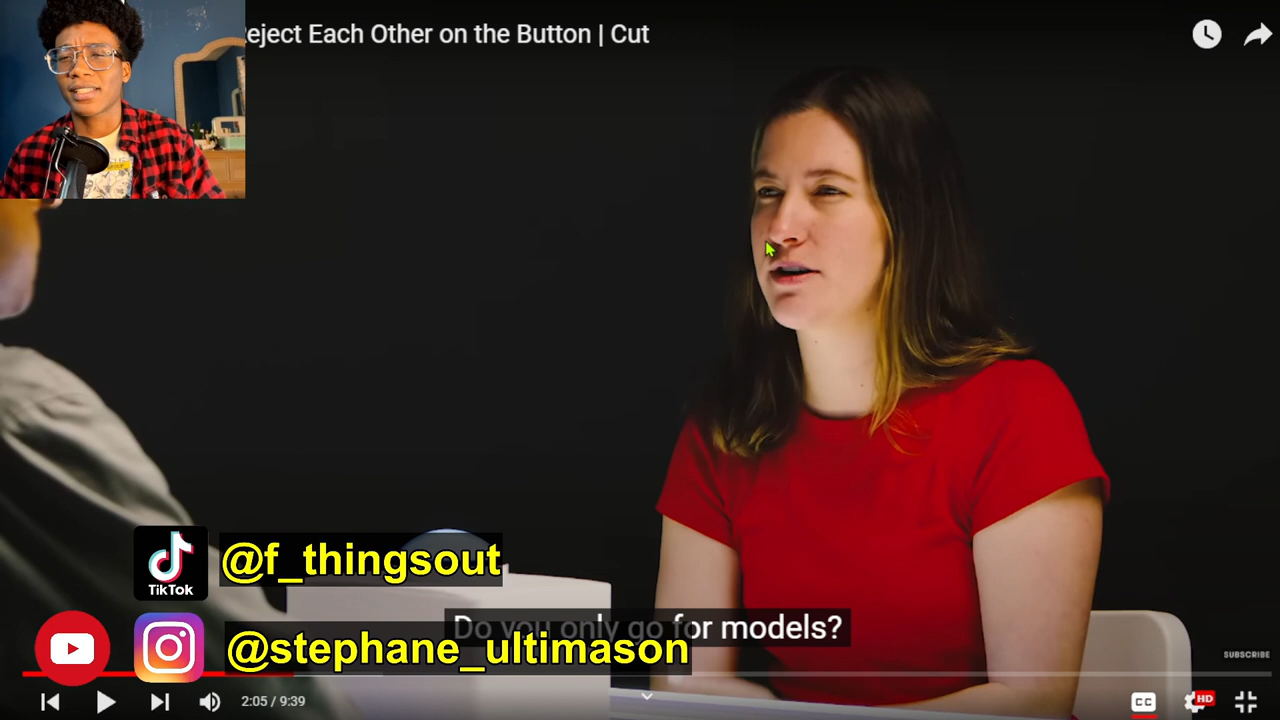 eject Each Other on the Button | Cut
TikTok
@f_thingsout
Do you only go for models?
@stephane_ultimason
SUBSCRIBE
2:05 / 9:39
CC
HD